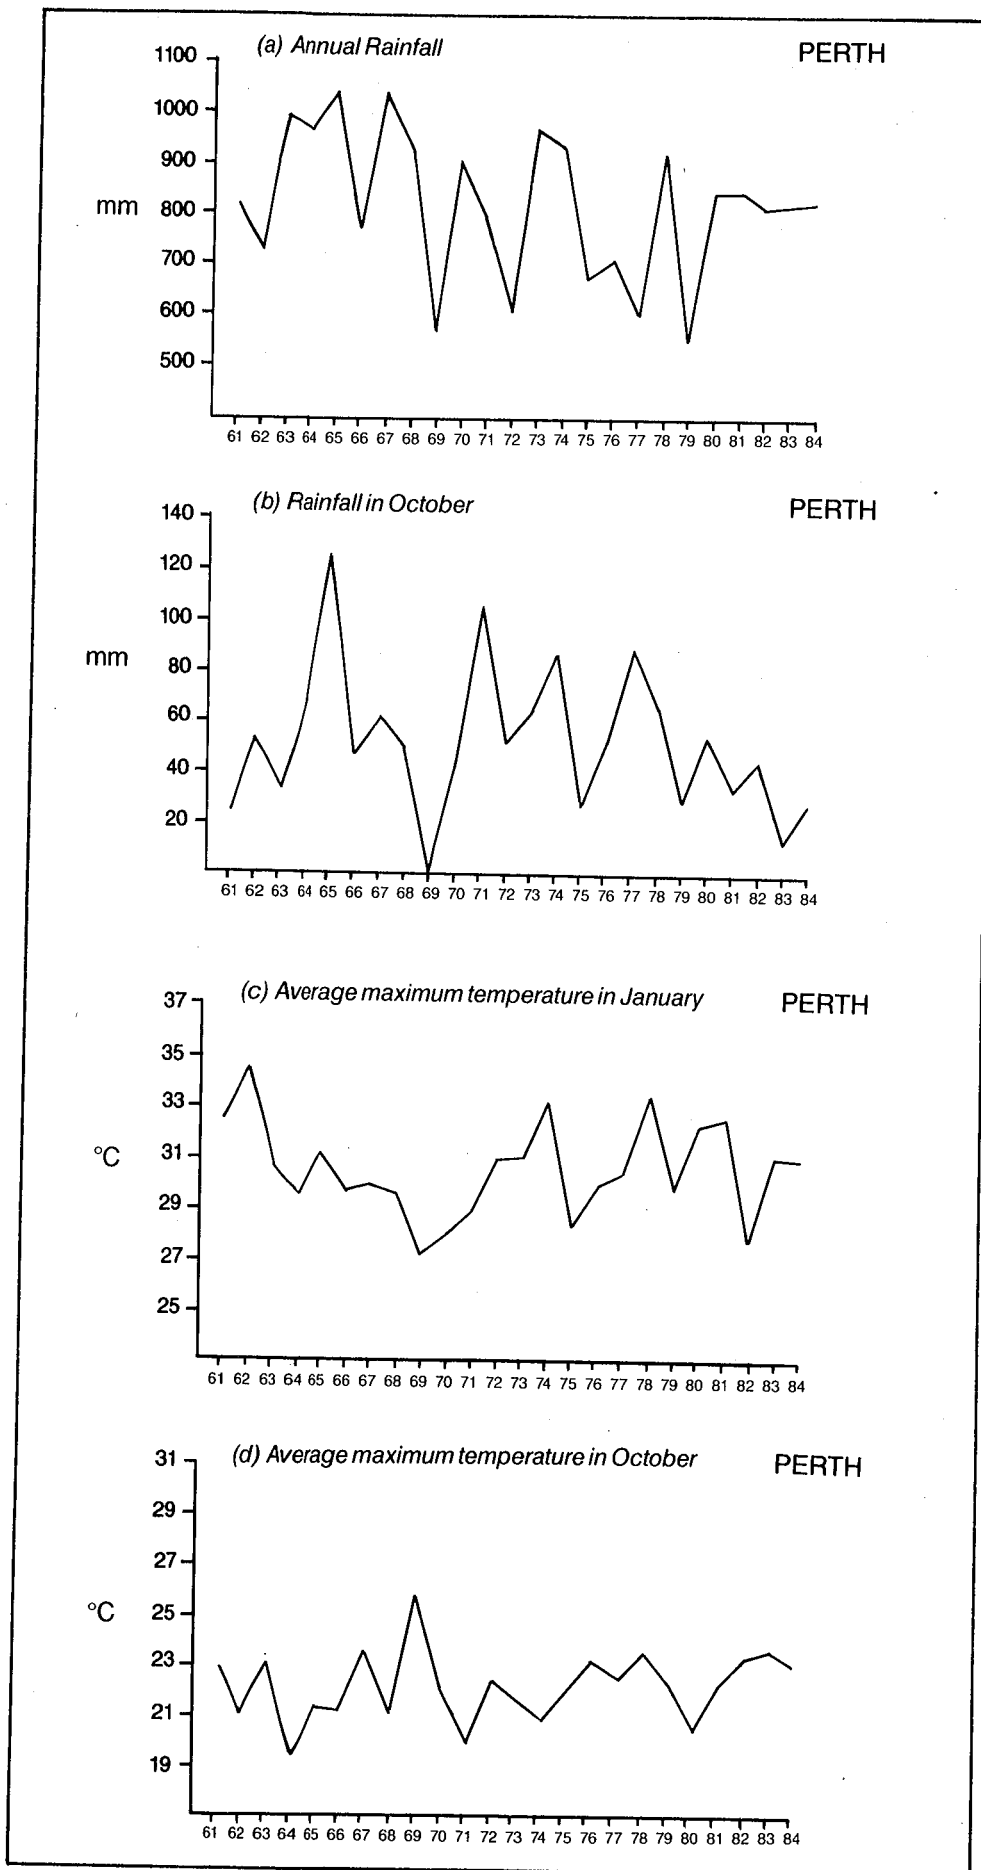 (a) Annual Rainfall PERTH
1100
1000
900
mm 800
700
600
500
61 62 63 64 65 66 67 68 69 70 71 72 73 74 75 76 77 78 79 80 81 82 83 84
(b) Rainfall in October PERTH
140
120
100
mm
80
60
40
20
61 62 63 64 65 66 67 68 69 70 71 72 73 74 75 76 77 78 79 80 81 82 83 84
(c) Average maximum temperature in January PERTH
37
35
33
°C 31
29
27
25
61 62 63 64 65 66 67 68 69 70 71 72 73 74 75 76 77 78 79 80 81 82 83 84
(d) Average maximum temperature in October PERTH
31
29
27
°C 25
23
21
19
61 62 63 64 65 66 67 68 69 70 71 72 73 74 75 76 77 78 79 80 81 82 83 84